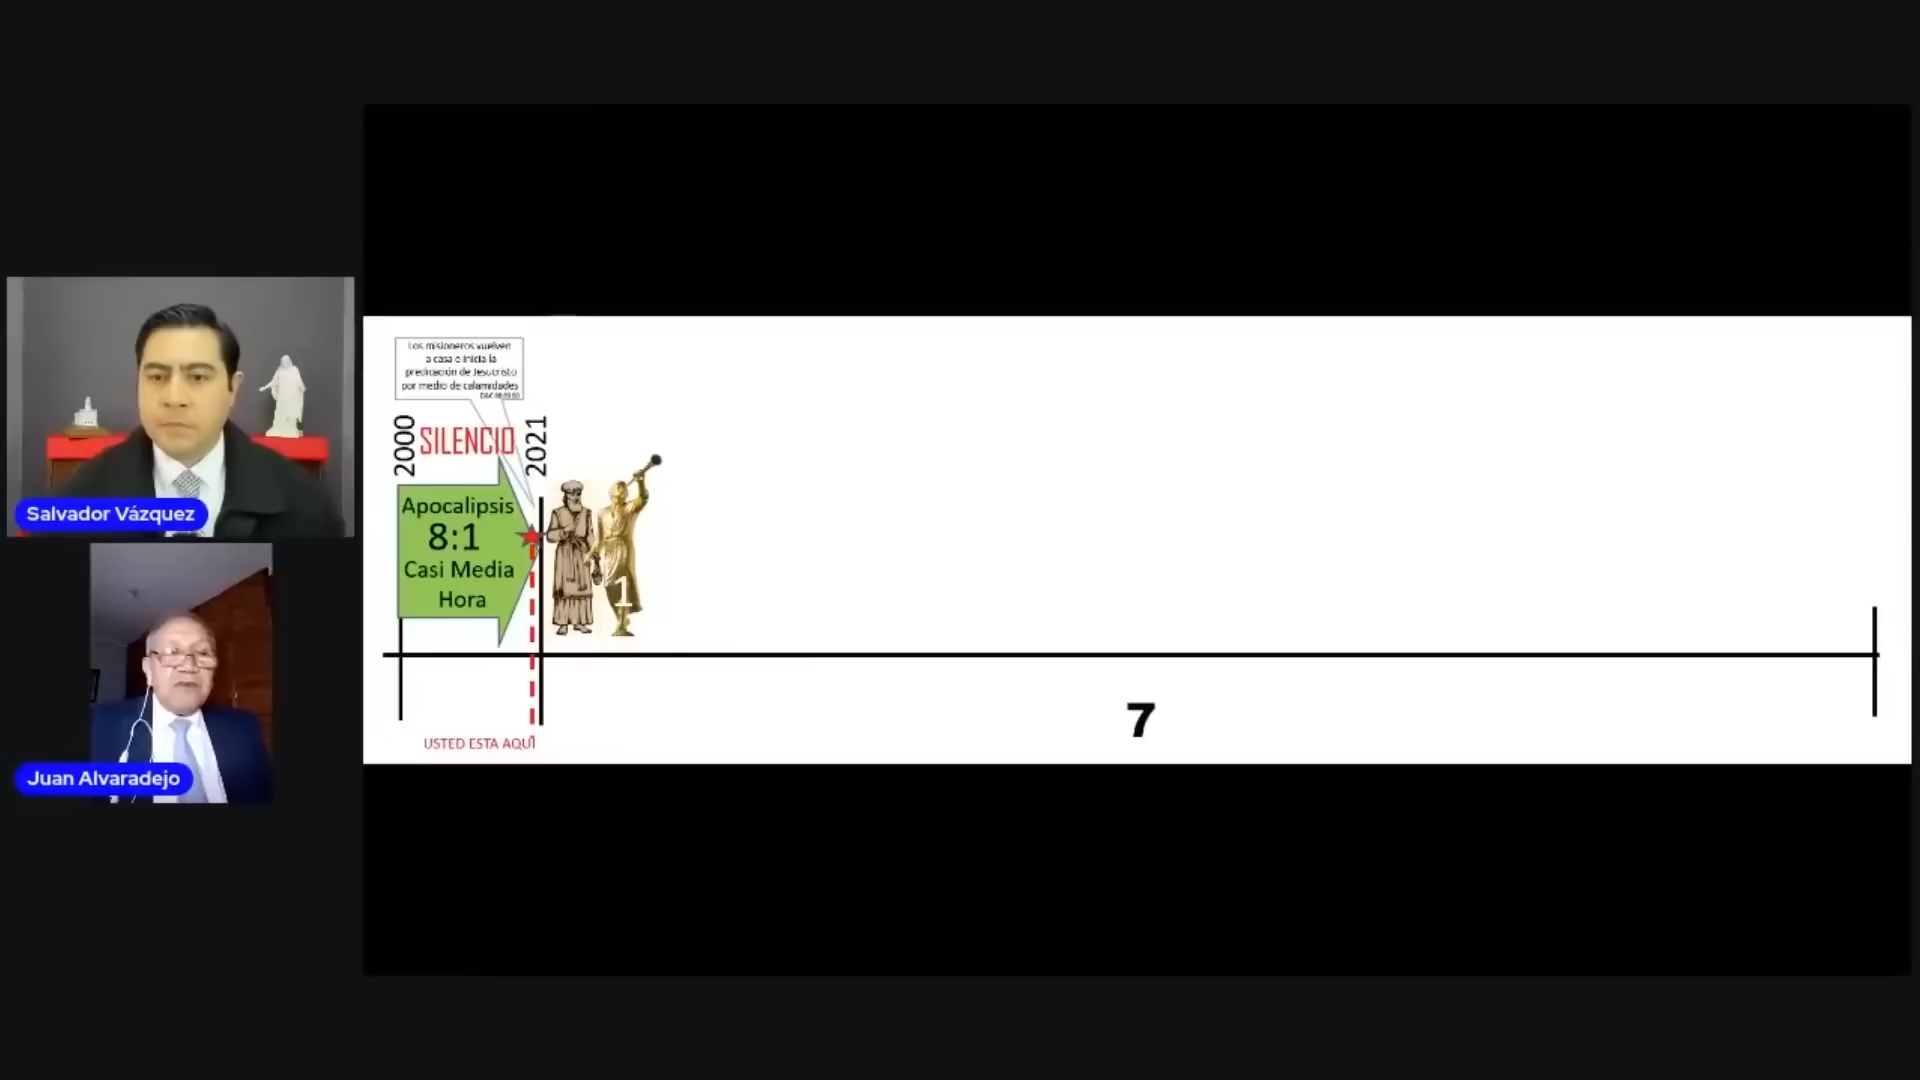 Salvador Vázquez
Juan Alvaradejo
Los misioneros vuelven
a casa e inicia la
predicación de Jesucristo
por medio de calamidades
2000
SILENCIO
2021
Apocalipsis
8:1
Casi Media
Hora
1
USTED ESTA AQUÍ
7